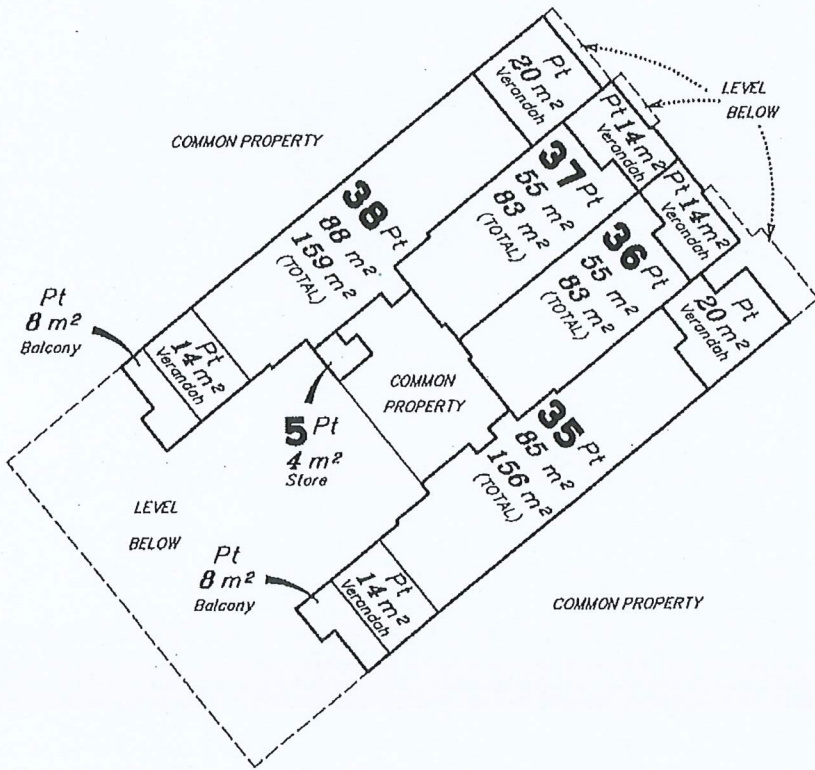 Pt
20 m²
Verandah
LEVEL
BELOW
COMMON PROPERTY
Pt 14 m²
Verandah
Pt 14 m²
Verandah
37 Pt
55 m²
83 m²
(TOTAL)
38 Pt
88 m²
159 m²
(TOTAL)
36 Pt
55 m²
83 m²
(TOTAL)
Pt
20 m²
Verandah
Pt
8 m²
Balcony
Pt
14 m²
Verandah
COMMON
PROPERTY
5 Pt
4 m²
Store
35 Pt
85 m²
156 m²
(TOTAL)
LEVEL
BELOW
Pt
8 m²
Balcony
Pt
14 m²
Verandah
COMMON PROPERTY